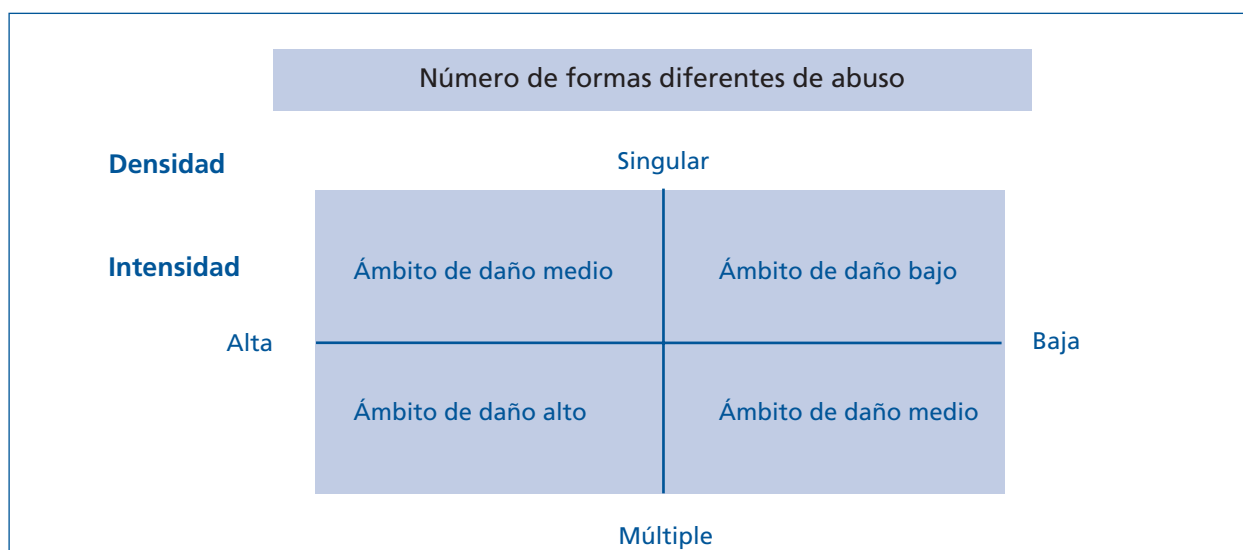 Número de formas diferentes de abuso
Densidad
Singular
Intensidad
Ámbito de daño medio
Ámbito de daño bajo
Alta
Baja
Ámbito de daño alto
Ámbito de daño medio
Múltiple